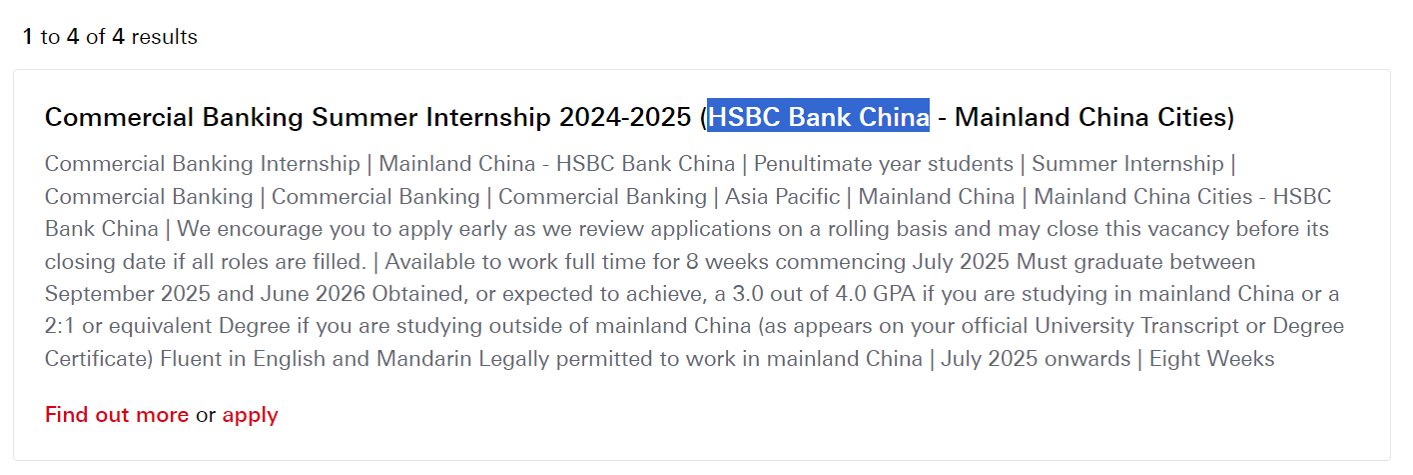 1 to 4 of 4 results
Commercial Banking Summer Internship 2024-2025 (HSBC Bank China - Mainland China Cities)
Commercial Banking Internship | Mainland China - HSBC Bank China | Penultimate year students | Summer Internship |
Commercial Banking | Commercial Banking | Commercial Banking | Asia Pacific | Mainland China | Mainland China Cities - HSBC
Bank China | We encourage you to apply early as we review applications on a rolling basis and may close this vacancy before its
closing date if all roles are filled. | Available to work full time for 8 weeks commencing July 2025 Must graduate between
September 2025 and June 2026 Obtained, or expected to achieve, a 3.0 out of 4.0 GPA if you are studying in mainland China or a
2:1 or equivalent Degree if you are studying outside of mainland China (as appears on your official University Transcript or Degree
Certificate) Fluent in English and Mandarin Legally permitted to work in mainland China | July 2025 onwards | Eight Weeks
Find out more or apply